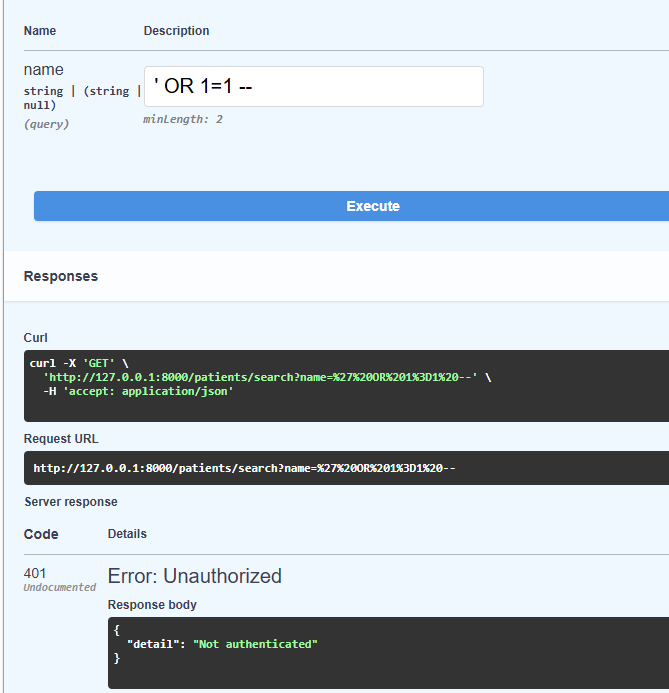 Name Description
name
string | (string |
null)
(query)
' OR 1=1 --
minLength: 2
Execute
Responses
Curl
curl -X 'GET' \
'http://127.0.0.1:8000/patients/search?name=%27%20OR%201%3D1%20--' \
-H 'accept: application/json'
Request URL
http://127.0.0.1:8000/patients/search?name=%27%20OR%201%3D1%20--
Server response
Code Details
401 Error: Unauthorized
Undocumented
Response body
{
"detail": "Not authenticated"
}